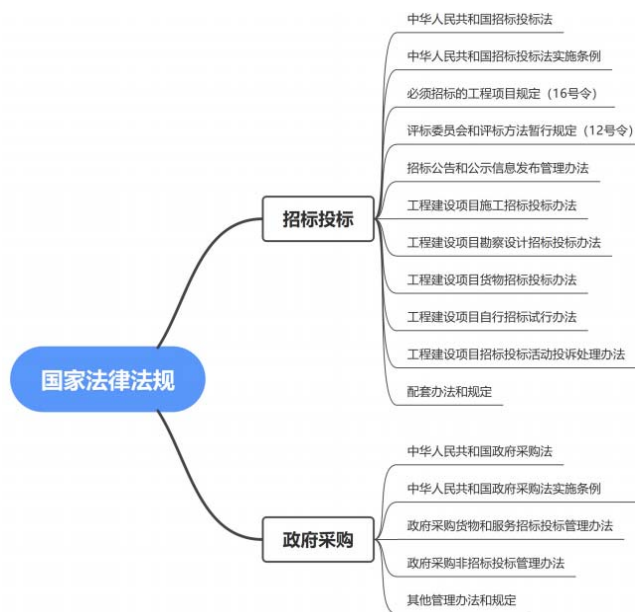 国家法律法规
招标投标
中华人民共和国招标投标法
中华人民共和国招标投标法实施条例
必须招标的工程项目规定（16号令）
评标委员会和评标方法暂行规定（12号令）
招标公告和公示信息发布管理办法
工程建设项目施工招标投标办法
工程建设项目勘察设计招标投标办法
工程建设项目货物招标投标办法
工程建设项目自行招标试行办法
工程建设项目招标投标活动投诉处理办法
配套办法和规定
政府采购
中华人民共和国政府采购法
中华人民共和国政府采购法实施条例
政府采购货物和服务招标投标管理办法
政府采购非招标投标管理办法
其他管理办法和规定